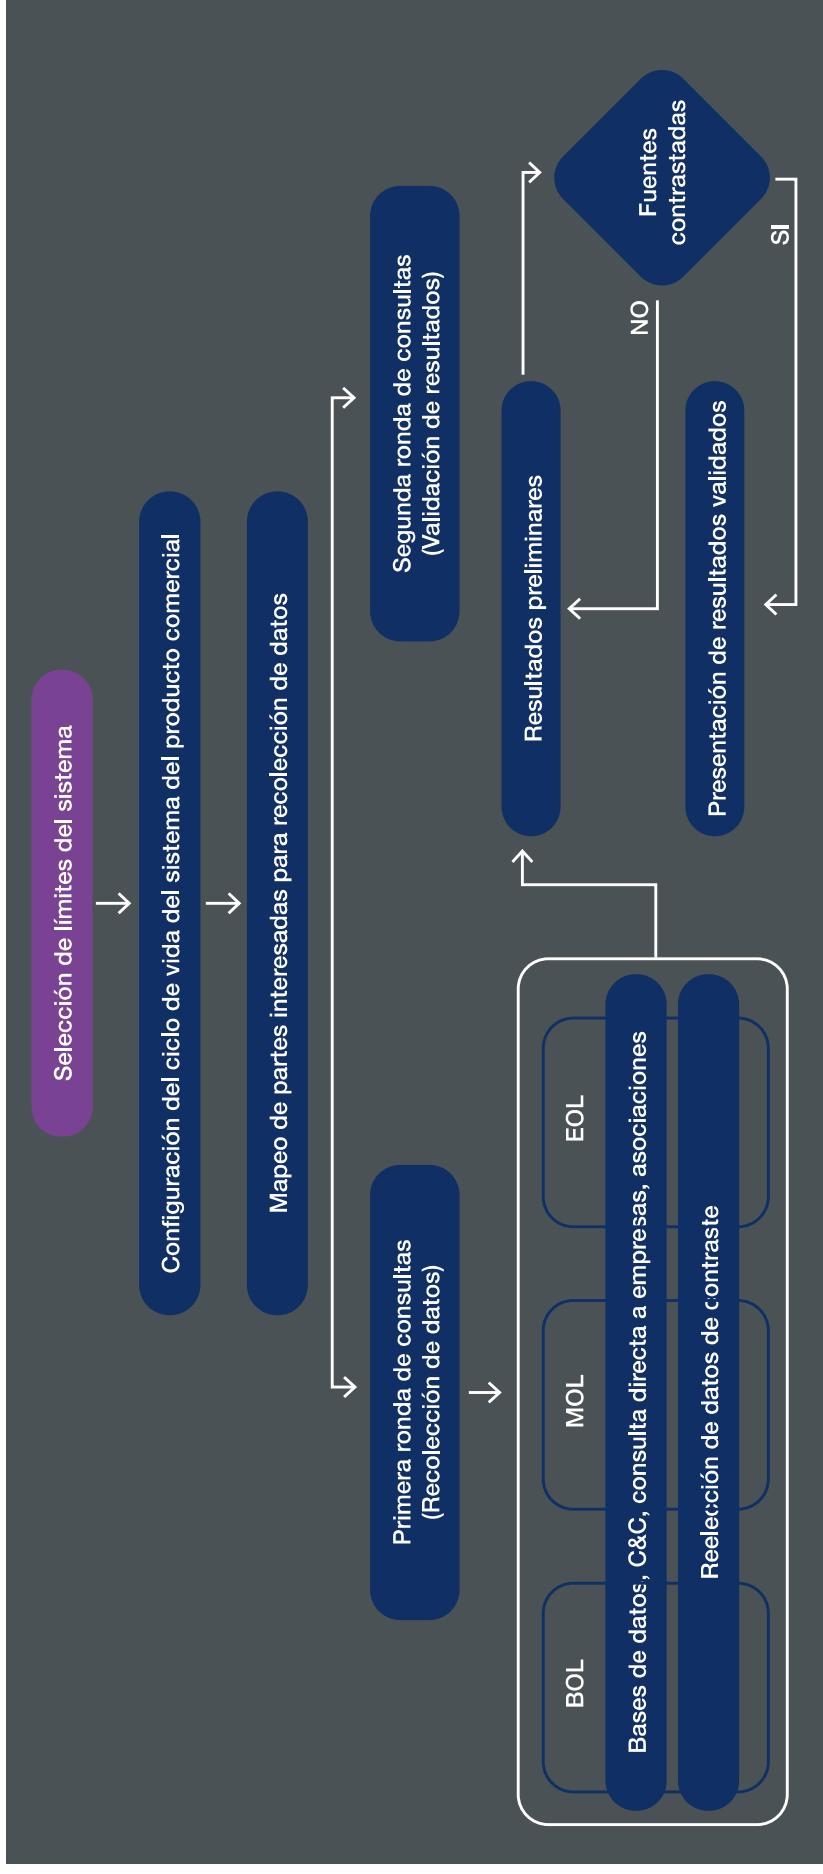 Selección de límites del sistema
Configuración del ciclo de vida del sistema del producto comercial
Mapeo de partes interesadas para recolección de datos
Primera ronda de consultas
(Recolección de datos)
Segunda ronda de consultas
(Validación de resultados)
BOL
MOL
EOL
Bases de datos, C&C, consulta directa a empresas, asociaciones
Reelección de datos de contraste
Resultados preliminares
Fuentes
contrastadas
NO
SI
Presentación de resultados validados